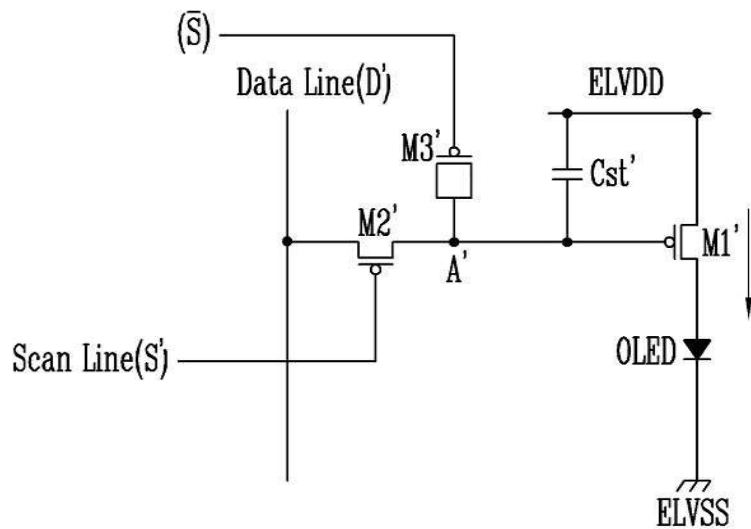 (S̅)
Data Line(D')
ELVDD
M3'
Cst'
M2'
M1'
A'
Scan Line(S')
OLED
ELVSS